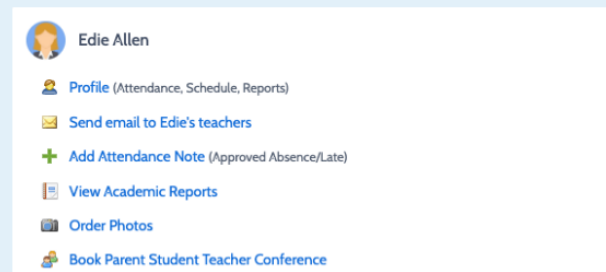 Edie Allen
Profile (Attendance, Schedule, Reports)
Send email to Edie's teachers
Add Attendance Note (Approved Absence/Late)
View Academic Reports
Order Photos
Book Parent Student Teacher Conference